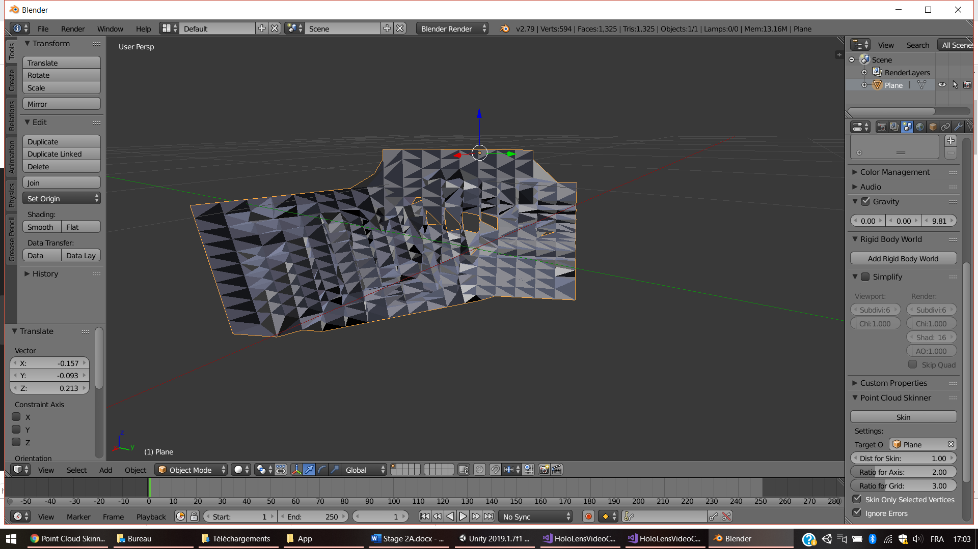 Blender
File Render Window Help Default Scene Blender Render v2.79 | Verts:594 | Faces:1,325 | Tris:1,325 | Objects:1/1 | Lamps:0/0 | Mem:13.16M | Plane
Tools
Create
Relations
Animation
Physics
Grease Pencil
Transform
Translate
Rotate
Scale
Mirror
Edit
Duplicate
Duplicate Linked
Delete
Join
Set Origin
Shading:
Smooth Flat
Data Transfer:
Data Data Lay
History
Translate
Vector
X: -0.157
Y: -0.093
Z: 0.213
Constraint Axis
X
Y
Z
Orientation
User Persp
(1) Plane
View Search All Scenes
Scene
RenderLayers
Plane
Color Management
Audio
Gravity
0.00 0.00 -9.81
Rigid Body World
Add Rigid Body World
Simplify
Viewport: Render:
Subdivi:6 Subdivi:6
Chi:1.000 Chi:1.000
Shad: 16
AO:1.000
Skip Quad
Custom Properties
Point Cloud Skinner
Skin
Settings:
Target O Plane
Dist for Skin: 1.00
Ratio for Axis: 2.00
Ratio for Grid: 3.00
Skin Only Selected Vertices
Ignore Errors
View Select Add Object Object Mode Global
-50 -40 -30 -20 -10 0 10 20 30 40 50 60 70 80 90 100 110 120 130 140 150 160 170 180 190 200 210 220 230 240 250 260 270 280
View Marker Frame Playback Start: 1 End: 250 1 No Sync
Point Cloud Skinn... Bureau Téléchargements App Stage 2A.docx - ... Unity 2019.1.7f1 ... HoloLensVideoC... HoloLensVideoC... Blender FRA 17:03